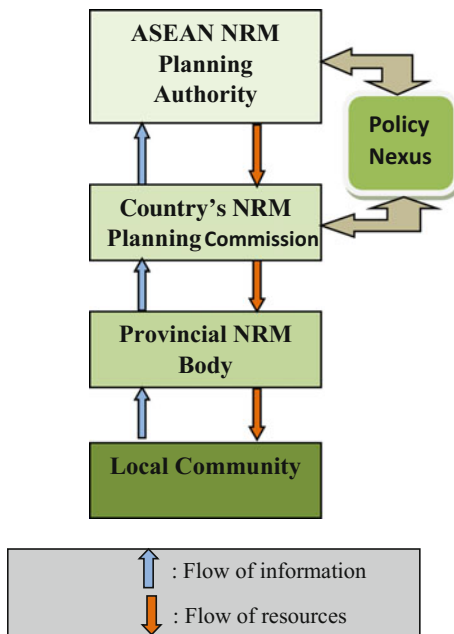 ASEAN NRM
Planning
Authority
Policy
Nexus
Country's NRM
Planning Commission
Provincial NRM
Body
Local Community
: Flow of information
: Flow of resources